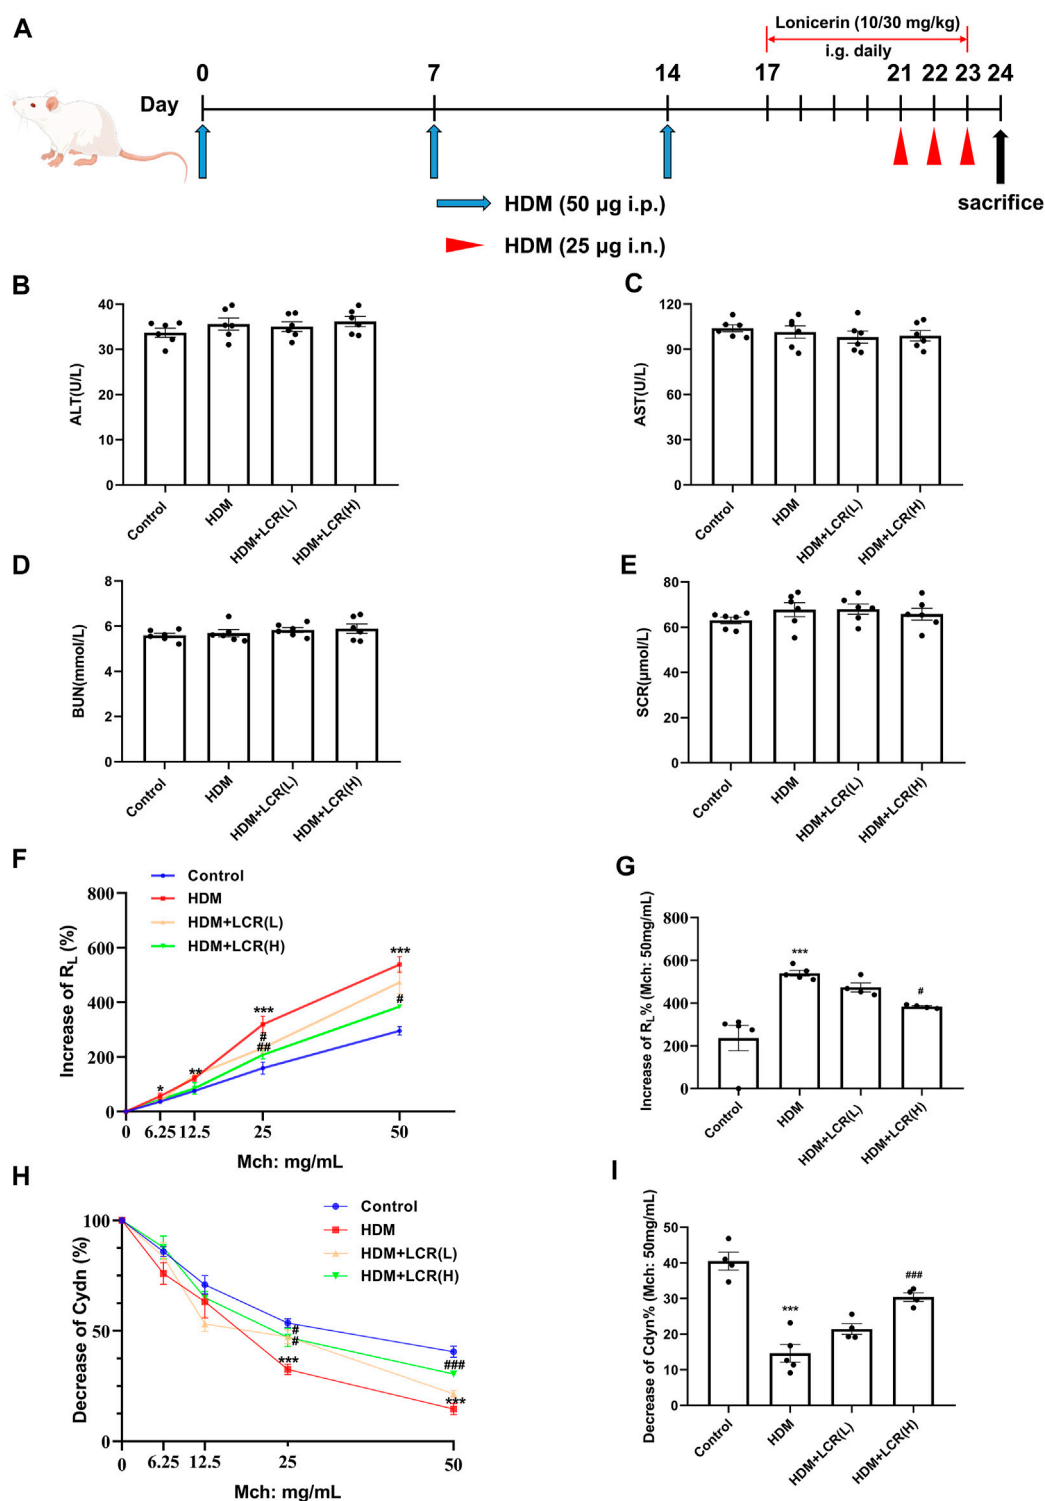 A
Lonicerin (10/30 mg/kg)
i.g. daily
0 7 14 17 21 22 23 24
Day
sacrifice
HDM (50 µg i.p.)
HDM (25 µg i.n.)
B
ALT(U/L)
40
30
20
10
0
Control HDM HDM+LCR(L) HDM+LCR(H)
C
AST(U/L)
120
90
60
30
0
Control HDM HDM+LCR(L) HDM+LCR(H)
D
BUN(mmol/L)
8
6
4
2
0
Control HDM HDM+LCR(L) HDM+LCR(H)
E
SCR(µmol/L)
80
60
40
20
0
Control HDM HDM+LCR(L) HDM+LCR(H)
F
Control
HDM
HDM+LCR(L)
HDM+LCR(H)
Increase of RL (%)
800
600
400
200
0
* ** *** # ## *** #
0 6.25 12.5 25 50
Mch: mg/mL
G
Increase of RL% (Mch: 50mg/mL)
800
600
400
200
0
*** #
Control HDM HDM+LCR(L) HDM+LCR(H)
H
Control
HDM
HDM+LCR(L)
HDM+LCR(H)
Decrease of Cydn (%)
100
50
0
# # *** ### ***
0 6.25 12.5 25 50
Mch: mg/mL
I
Decrease of Cdyn% (Mch: 50mg/mL)
50
40
30
20
10
0
*** ###
Control HDM HDM+LCR(L) HDM+LCR(H)